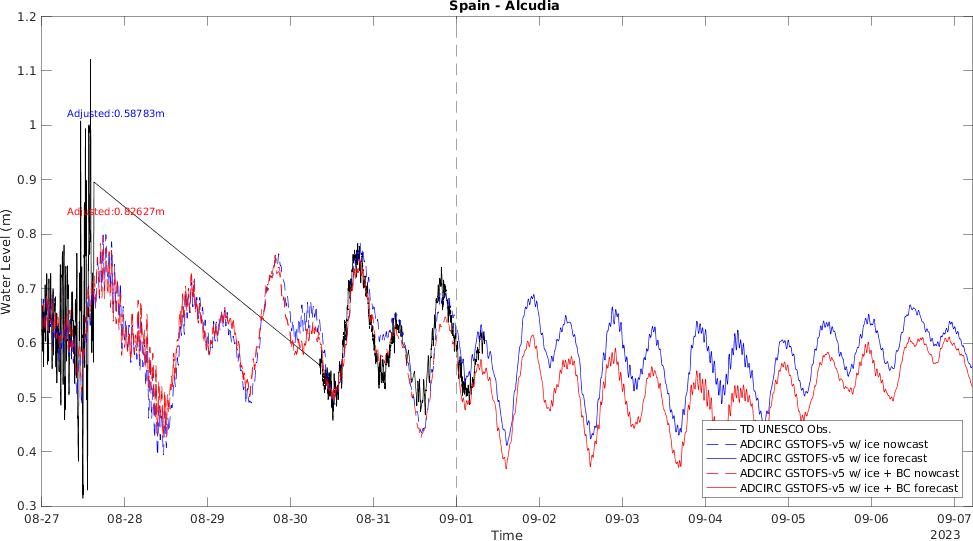 Spain - Alcudia
1.2
1.1
1
0.9
0.8
0.7
0.6
0.5
0.4
0.3
Water Level (m)
Adjusted:0.58783m
Adjusted:0.82627m
TD UNESCO Obs.
ADCIRC GSTOFS-v5 w/ ice nowcast
ADCIRC GSTOFS-v5 w/ ice forecast
ADCIRC GSTOFS-v5 w/ ice + BC nowcast
ADCIRC GSTOFS-v5 w/ ice + BC forecast
08-27 08-28 08-29 08-30 08-31 09-01 09-02 09-03 09-04 09-05 09-06 09-07
2023
Time